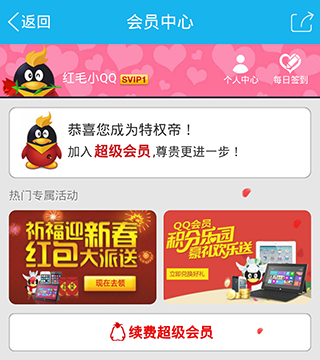 返回
会员中心
红毛小QQ SVIP1
个人中心
每日签到
恭喜您成为特权帝！
加入 超级会员,尊贵更进一步！
热门专属活动
祈福迎新春
红包大派送
现在去领
QQ会员
积分乐园
豪礼欢乐送
立即兑换好礼
续费超级会员